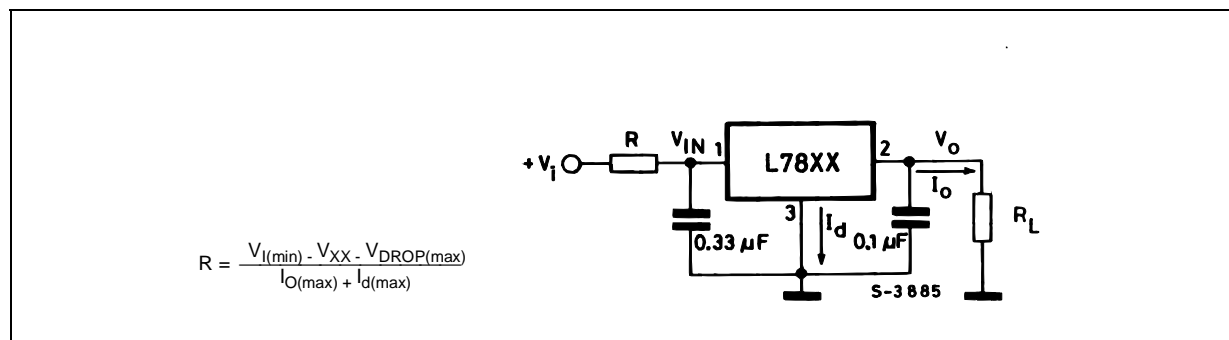 R V_IN 1 L78XX 2 V_o
+ V_i
I_o
3 I_d R_L
0.33 µF 0.1 µF
R = V_I(min) - V_XX - V_DROP(max)
I_O(max) + I_d(max)
S-3885